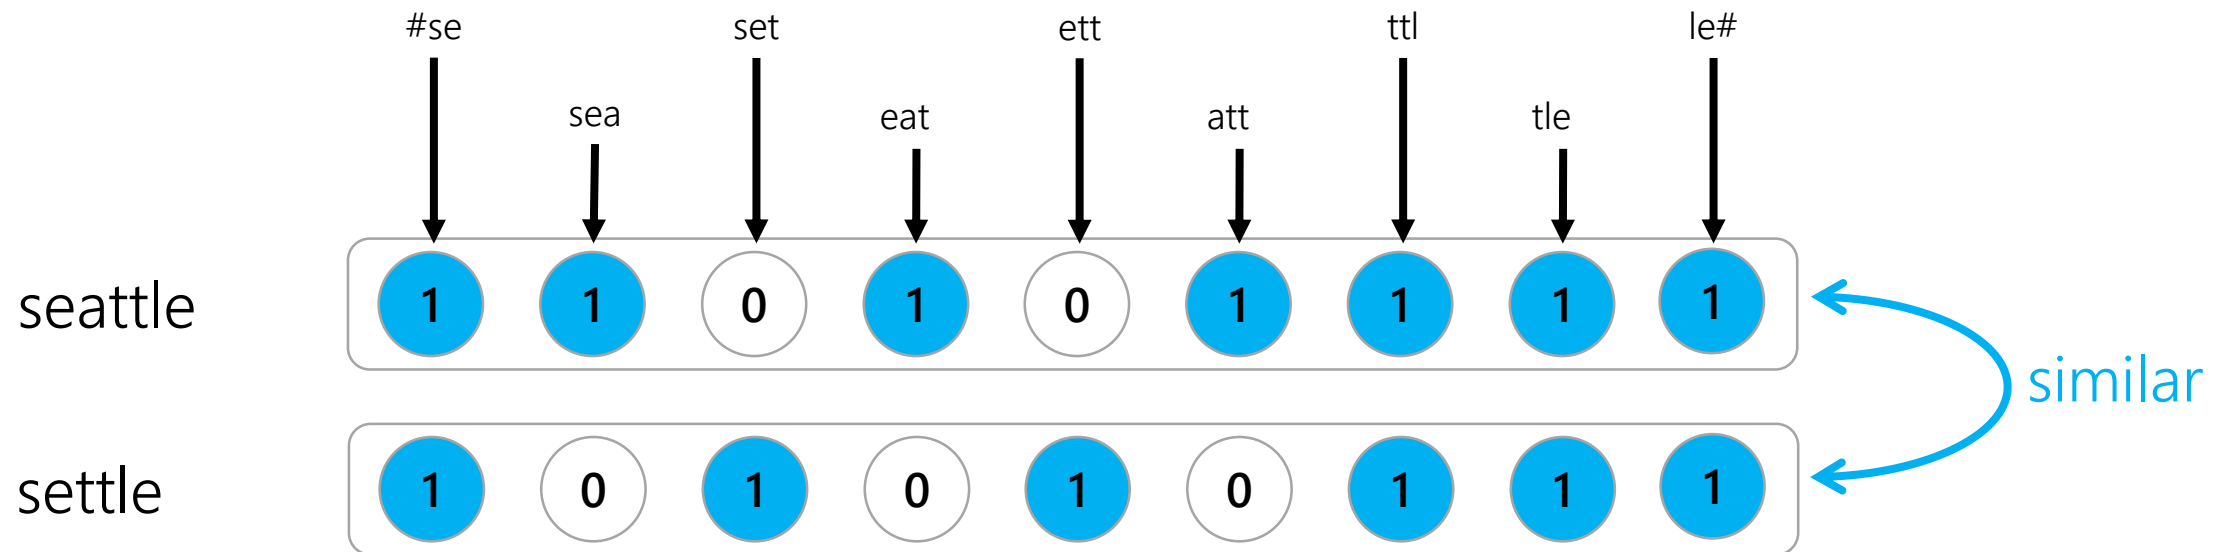 #se set ett ttl le#
sea eat att tle
seattle 1 1 0 1 0 1 1 1 1
similar
settle 1 0 1 0 1 0 1 1 1